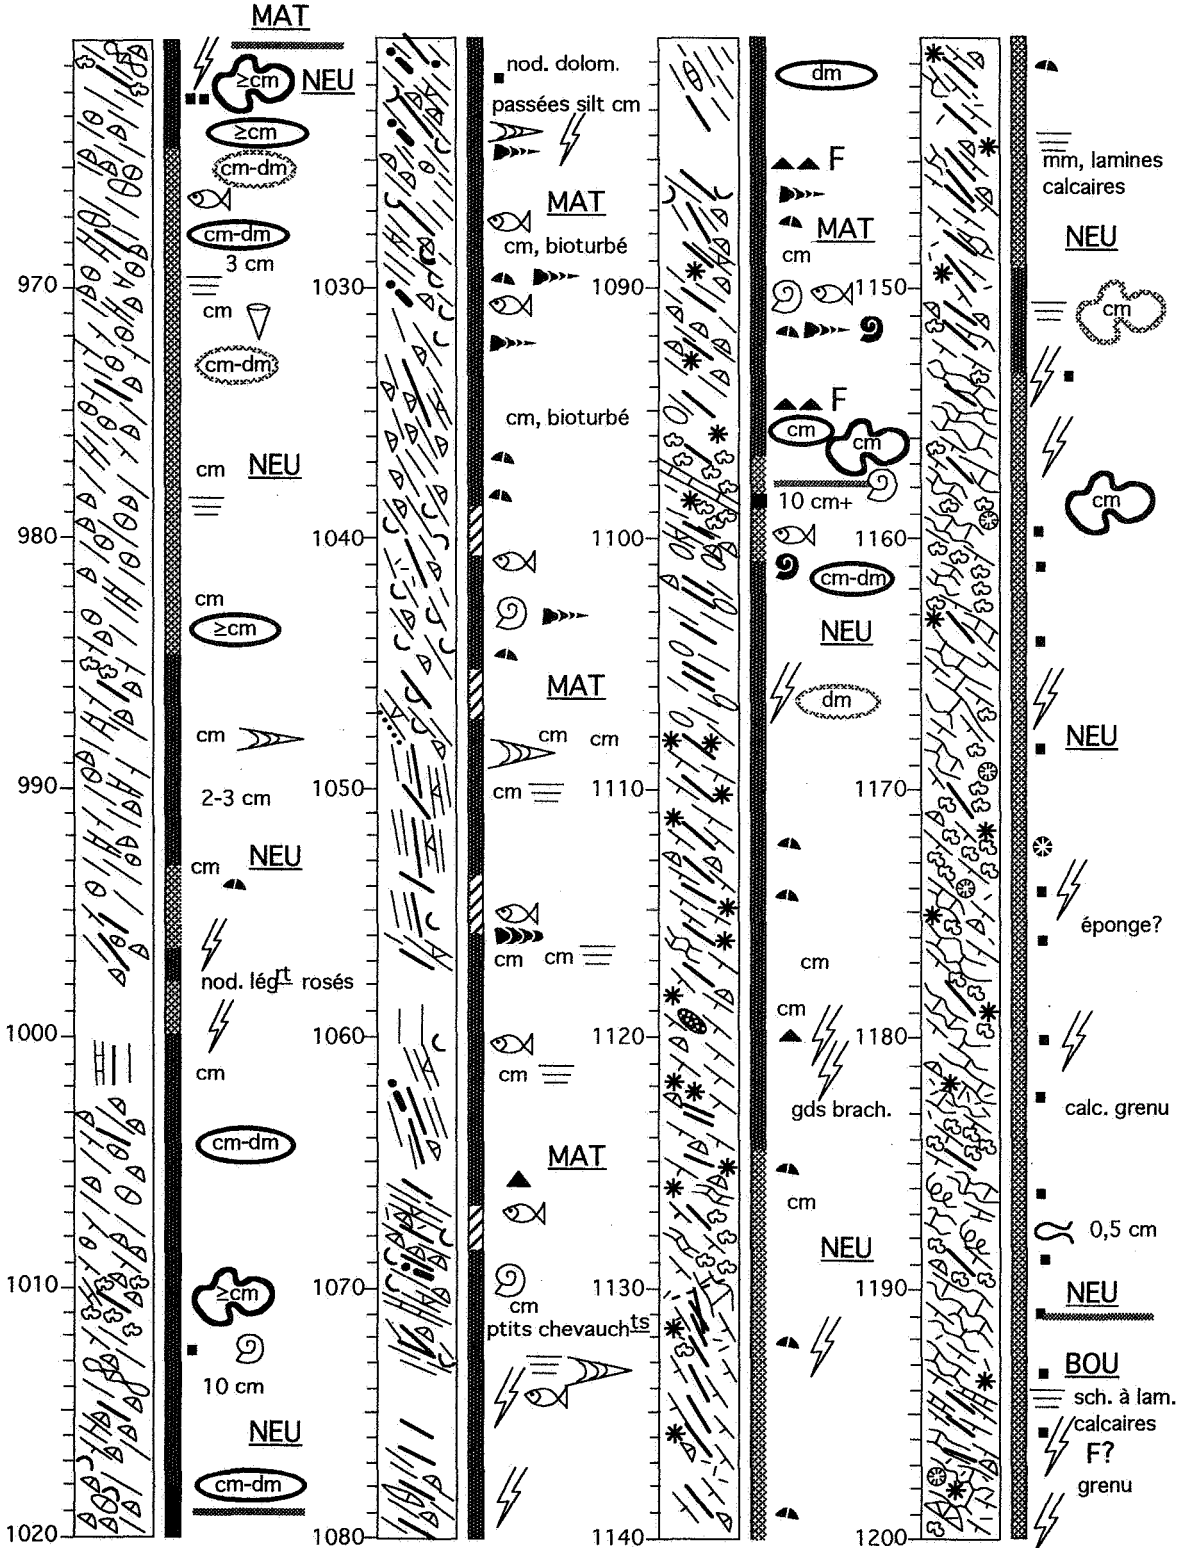 MAT
≥cm
NEU
≥cm
cm-dm
cm-dm
3 cm
970
cm
cm-dm
cm
NEU
980
cm
≥cm
cm
990
2-3 cm
cm
NEU
nod. légrt rosés
1000
cm
cm-dm
1010
≥cm
10 cm
NEU
cm-dm
1020
nod. dolom.
passées silt cm
MAT
cm, bioturbé
1030
cm, bioturbé
1040
MAT
cm cm
1050
cm
cm cm
1060
cm
MAT
1070
cm
ptits chevauchts
1080
dm
F
MAT
cm
1090
F
cm
cm
10 cm+
1100
cm-dm
NEU
dm
1110
cm
cm
1120
gds brach.
cm
NEU
1130
1140
mm, lamines
calcaires
NEU
1150
cm
cm
1160
NEU
1170
éponge?
1180
calc. grenu
0,5 cm
1190
NEU
BOU
sch. à lam.
calcaires
F?
grenu
1200